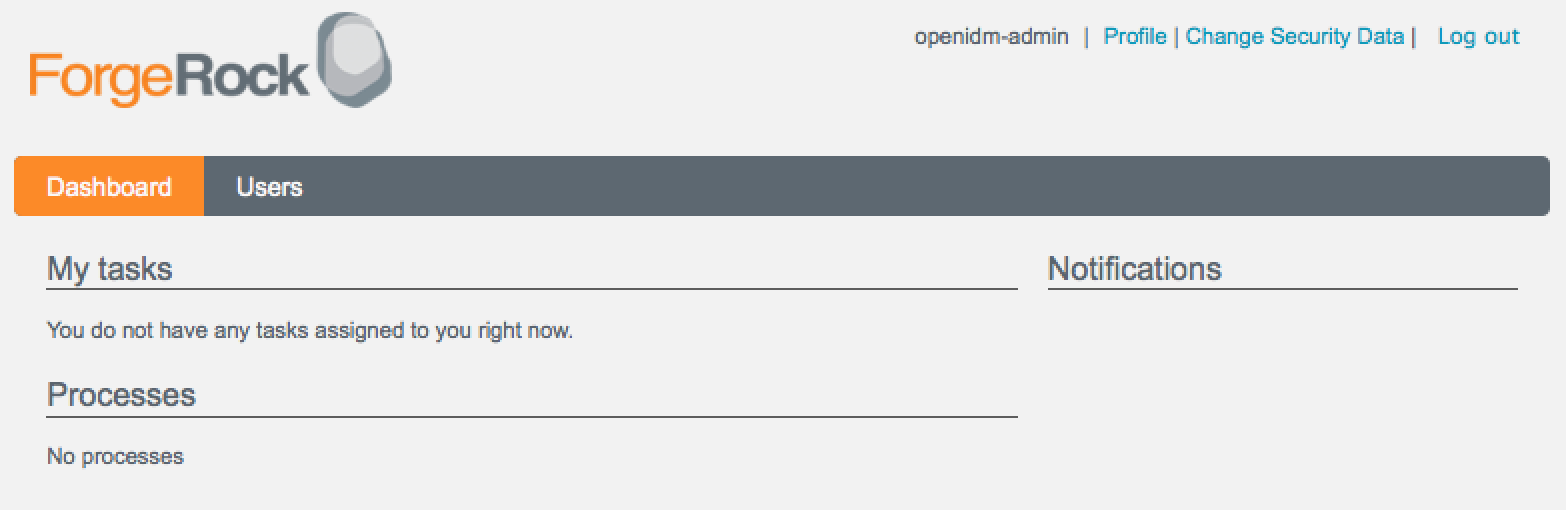 ForgeRock
openidm-admin | Profile | Change Security Data | Log out
Dashboard Users
My tasks
You do not have any tasks assigned to you right now.
Processes
No processes
Notifications